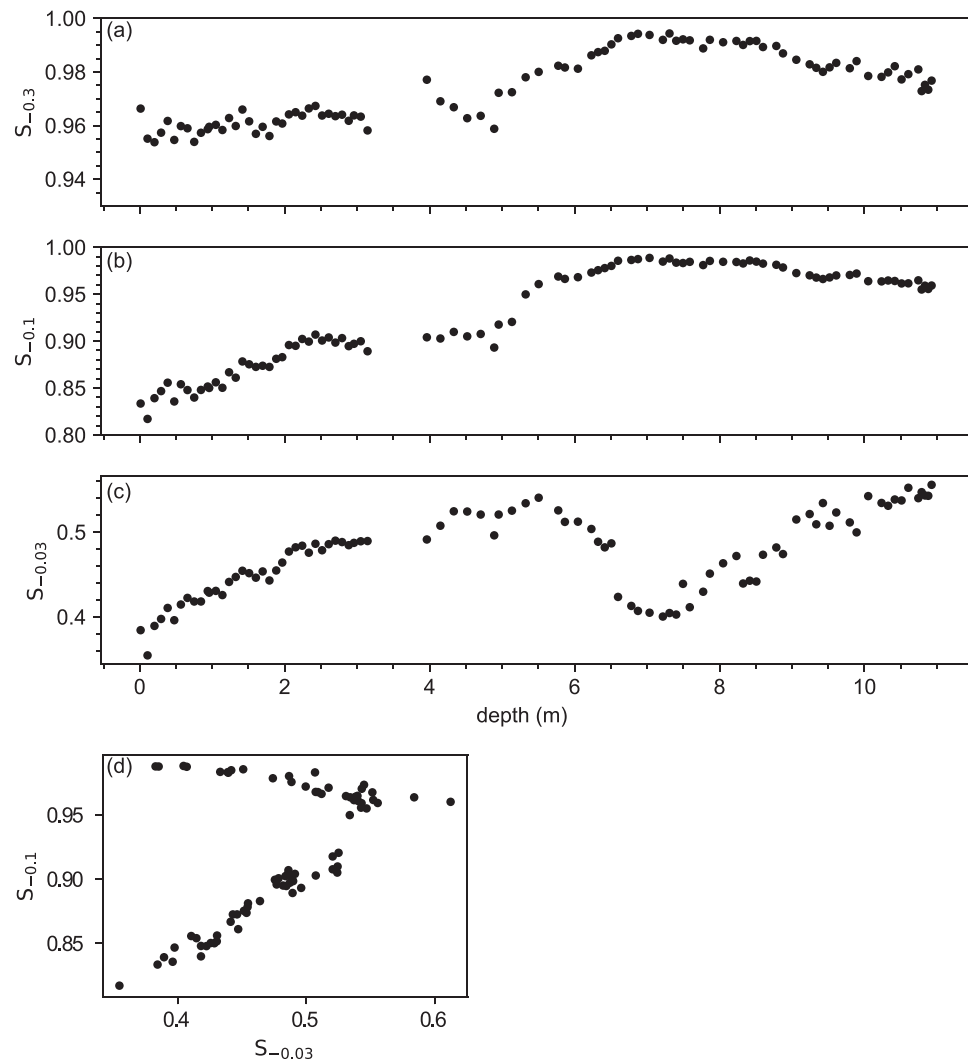 (a)
1.00
0.98
0.96
0.94
S₋₀.₃
(b)
1.00
0.95
0.90
0.85
0.80
S₋₀.₁
(c)
0.5
0.4
S₋₀.₀₃
0 2 4 6 8 10
depth (m)
(d)
0.95
0.90
0.85
S₋₀.₁
0.4 0.5 0.6
S₋₀.₀₃